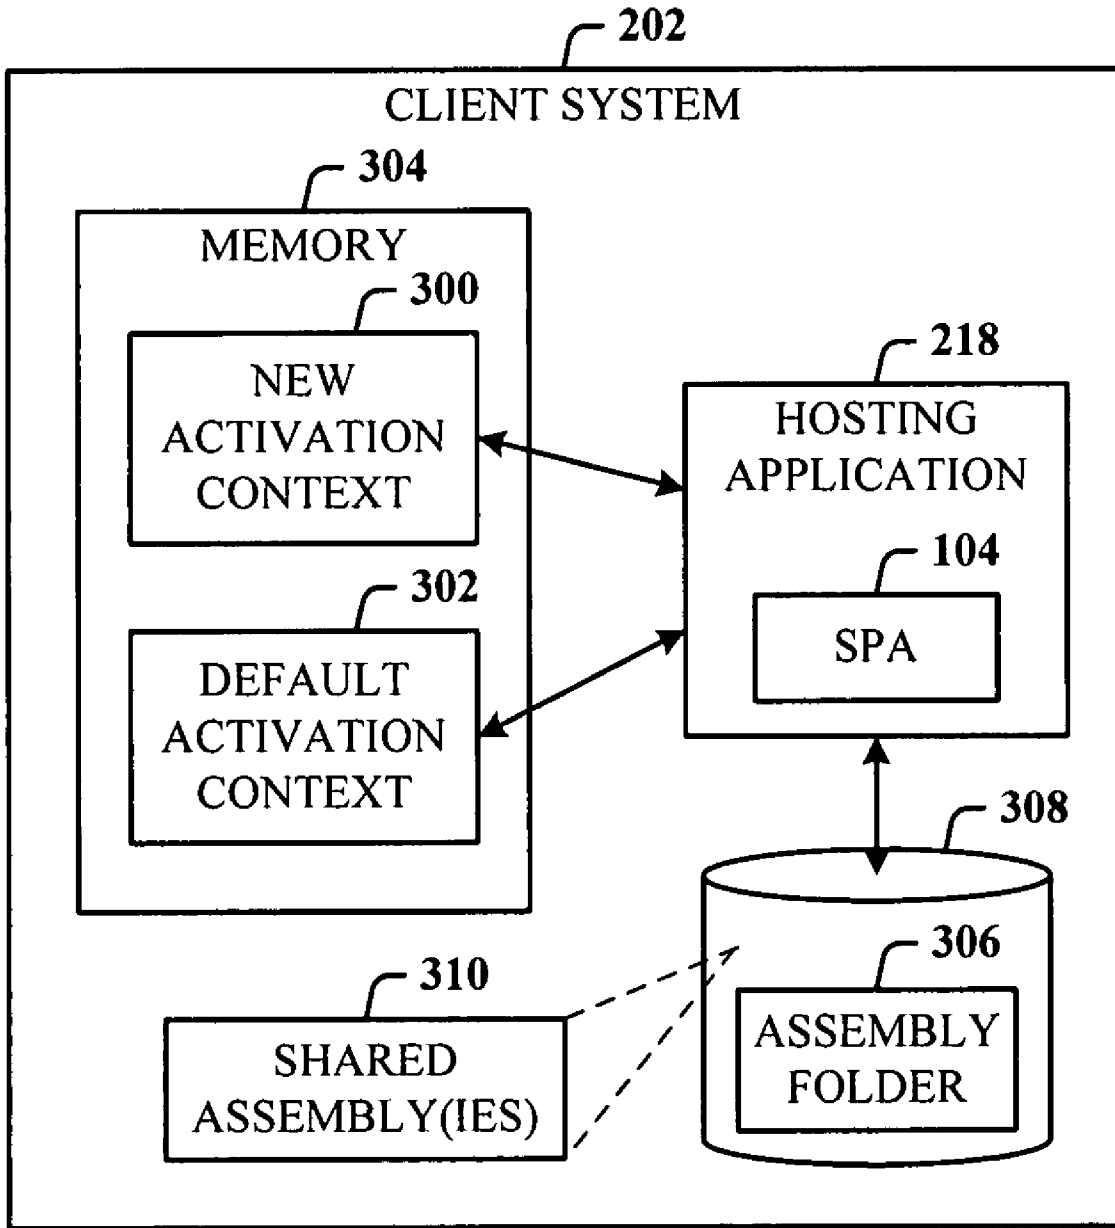 202
CLIENT SYSTEM
304
MEMORY
300
NEW
ACTIVATION
CONTEXT
218
HOSTING
APPLICATION
104
SPA
302
DEFAULT
ACTIVATION
CONTEXT
308
306
ASSEMBLY
FOLDER
310
SHARED
ASSEMBLY(IES)